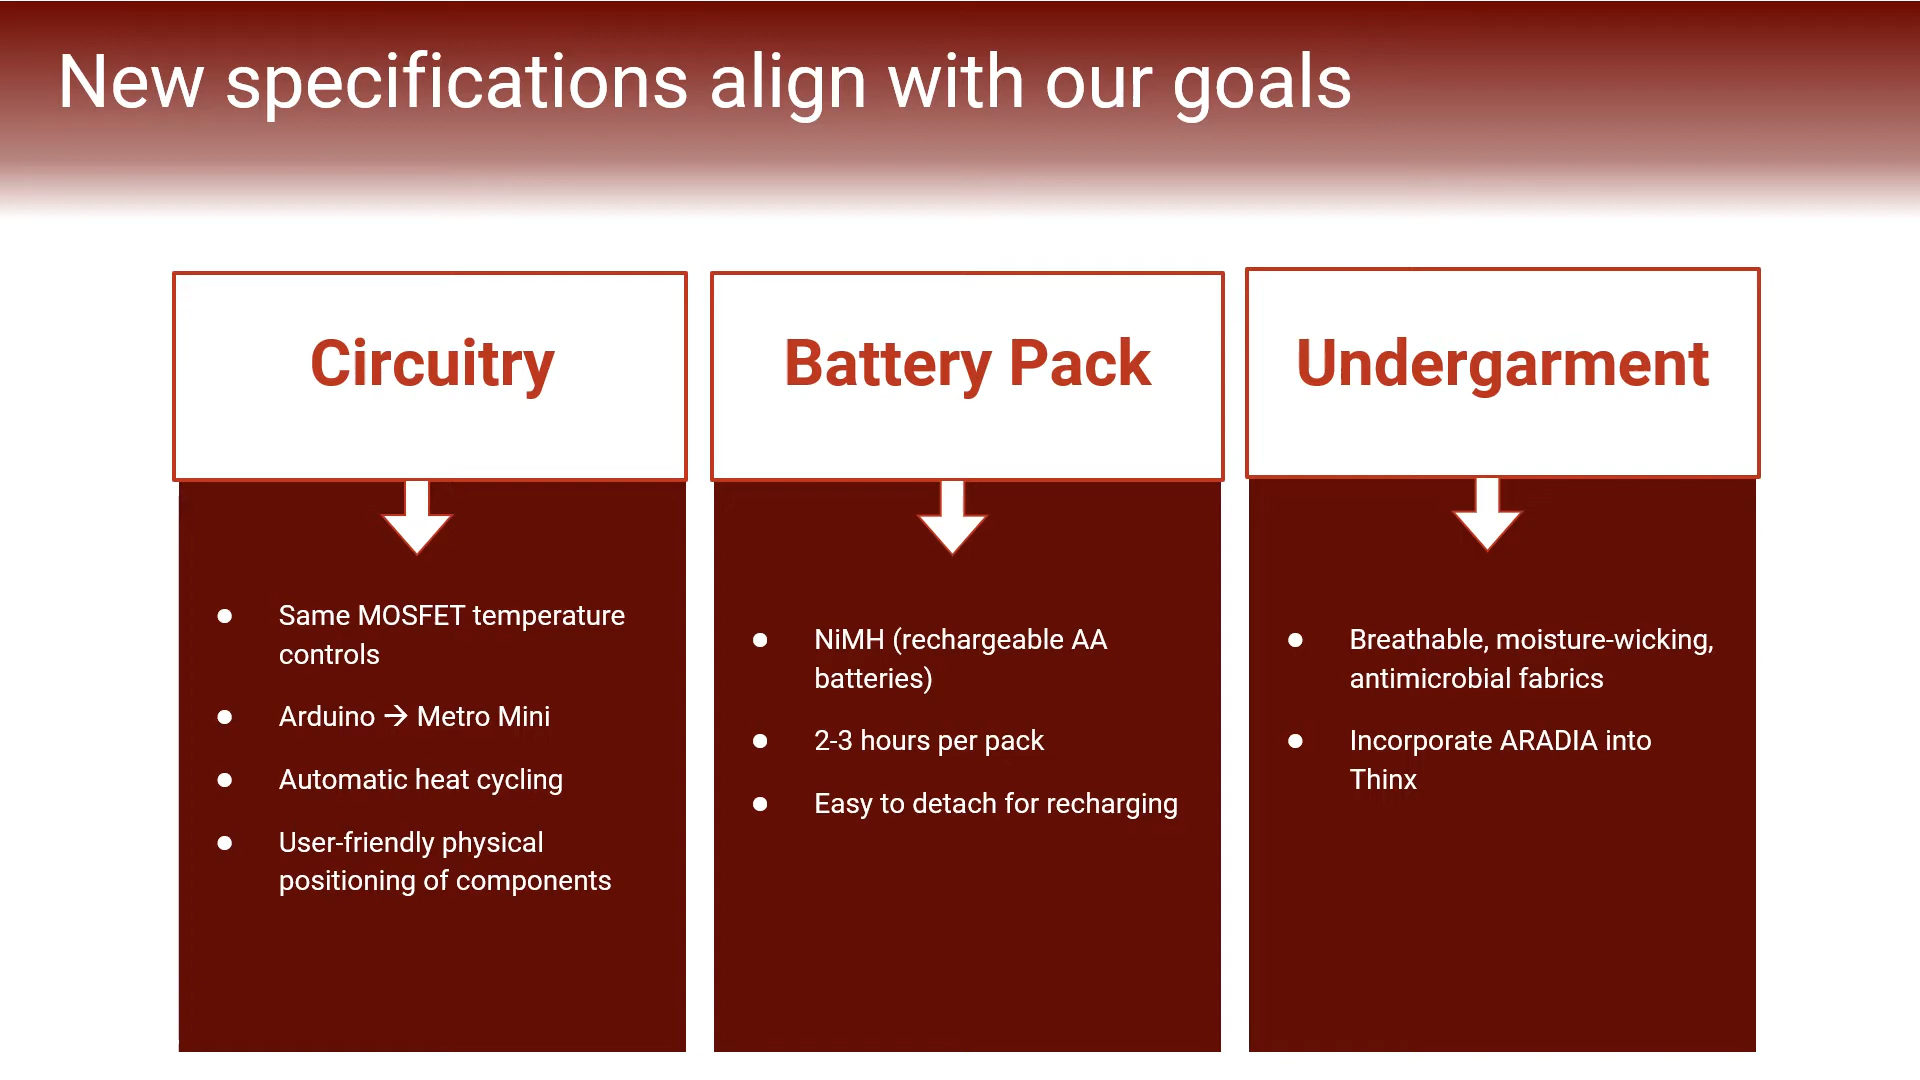 New specifications align with our goals
Circuitry
● Same MOSFET temperature
controls
● Arduino → Metro Mini
● Automatic heat cycling
● User-friendly physical
positioning of components
Battery Pack
● NiMH (rechargeable AA
batteries)
● 2-3 hours per pack
● Easy to detach for recharging
Undergarment
● Breathable, moisture-wicking,
antimicrobial fabrics
● Incorporate ARADIA into
Thinx